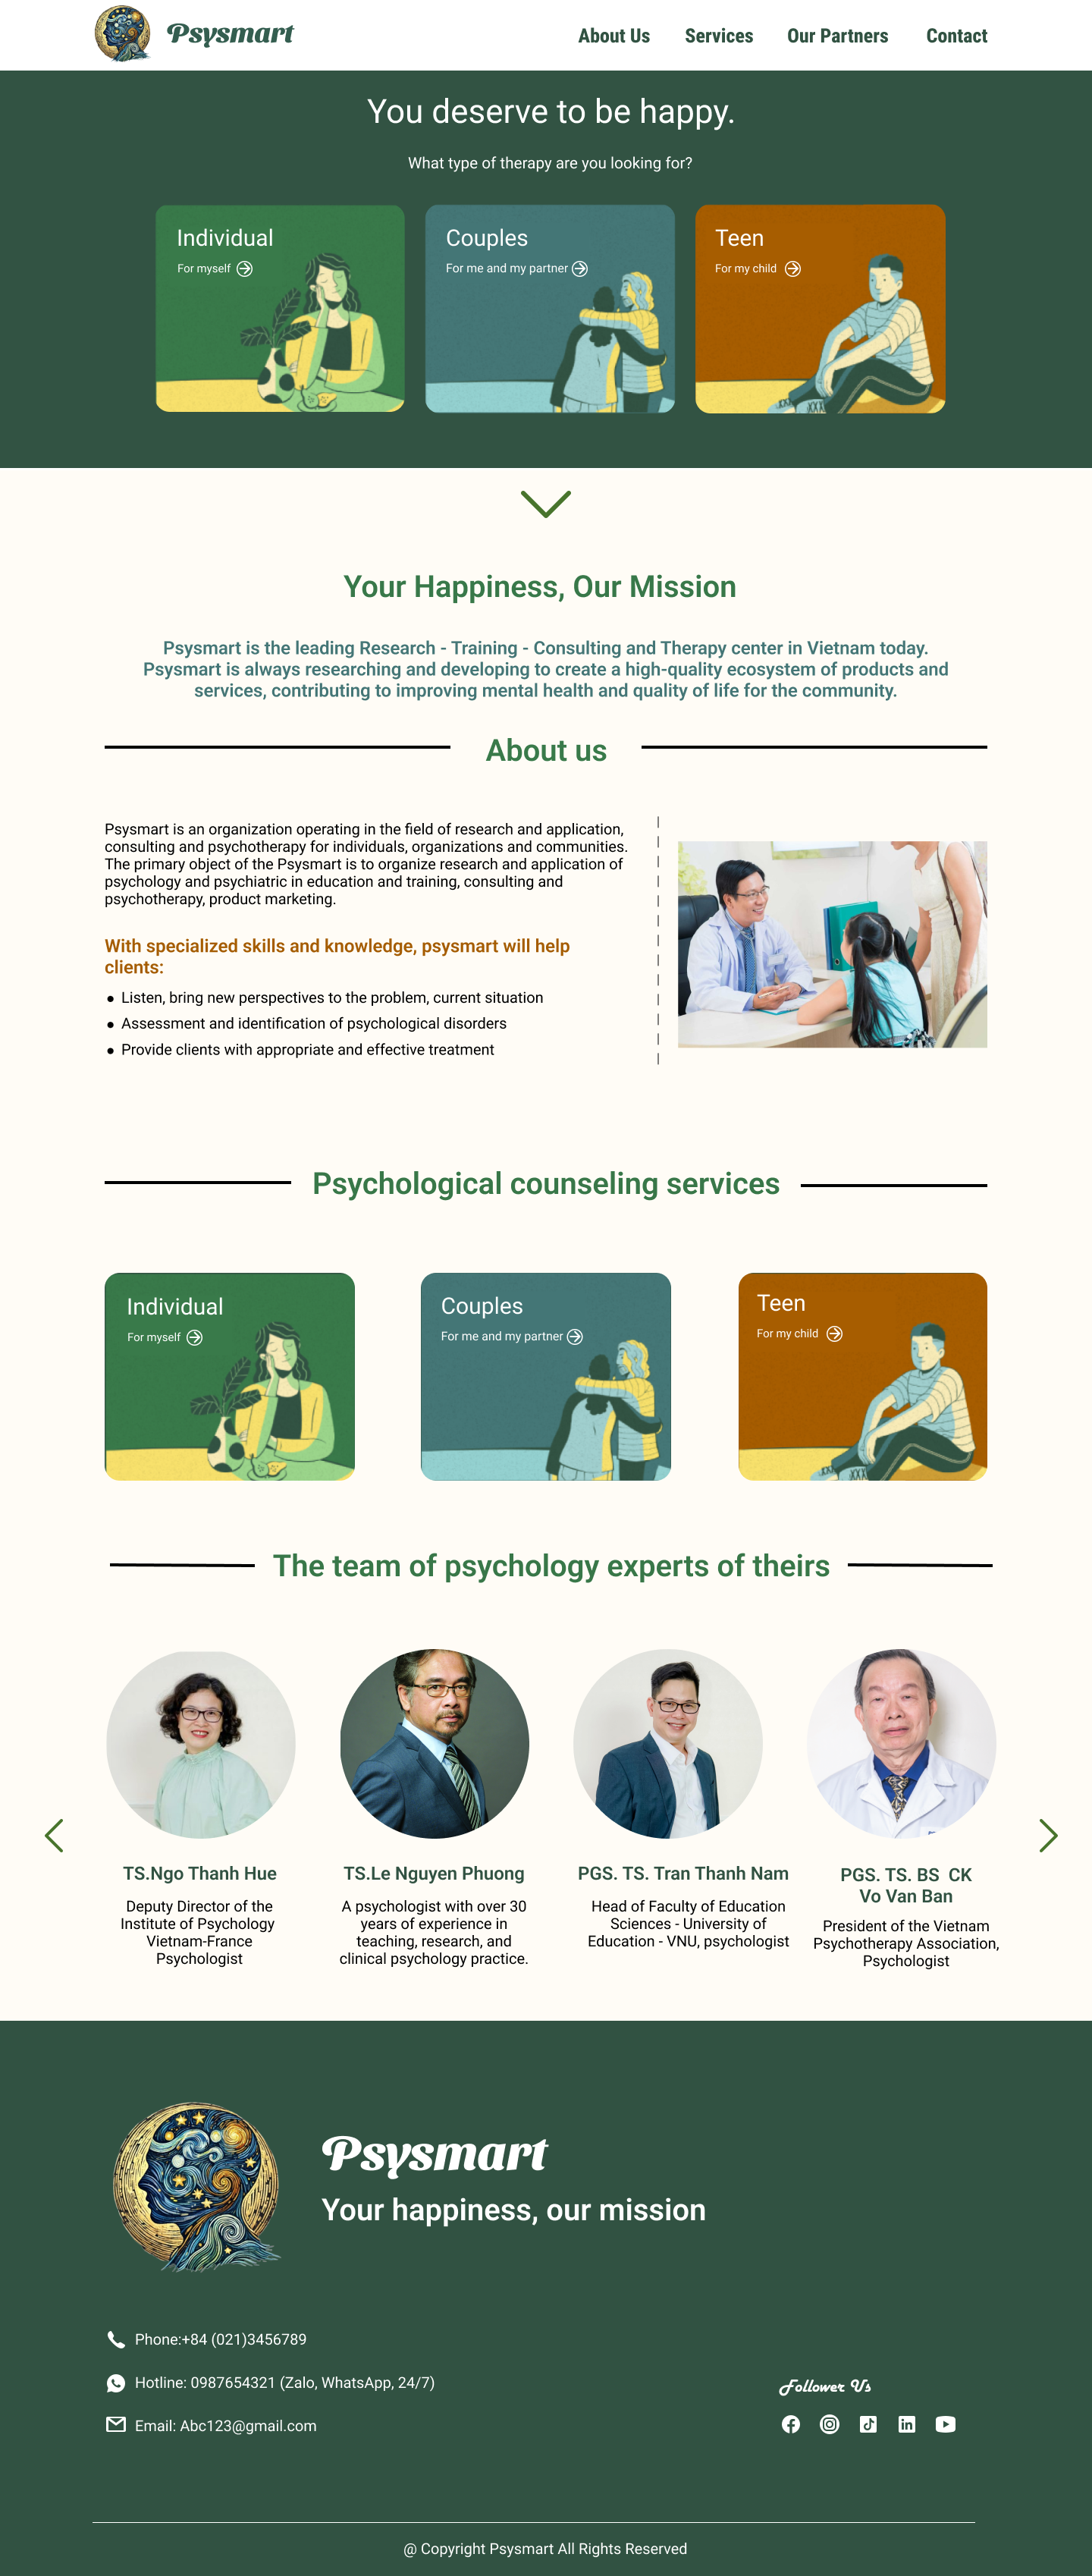 Psysmart
About Us
Services
Our Partners
Contact
You deserve to be happy.
What type of therapy are you looking for?
Individual
For myself
Couples
For me and my partner
Teen
For my child
Your Happiness, Our Mission
Psysmart is the leading Research - Training - Consulting and Therapy center in Vietnam today.
Psysmart is always researching and developing to create a high-quality ecosystem of products and
services, contributing to improving mental health and quality of life for the community.
About us
Psysmart is an organization operating in the field of research and application,
consulting and psychotherapy for individuals, organizations and communities.
The primary object of the Psysmart is to organize research and application of
psychology and psychiatric in education and training, consulting and
psychotherapy, product marketing.
With specialized skills and knowledge, psysmart will help
clients:
● Listen, bring new perspectives to the problem, current situation
● Assessment and identification of psychological disorders
● Provide clients with appropriate and effective treatment
Psychological counseling services
Individual
For myself
Couples
For me and my partner
Teen
For my child
The team of psychology experts of theirs
TS.Ngo Thanh Hue
Deputy Director of the
Institute of Psychology
Vietnam-France
Psychologist
TS.Le Nguyen Phuong
A psychologist with over 30
years of experience in
teaching, research, and
clinical psychology practice.
PGS. TS. Tran Thanh Nam
Head of Faculty of Education
Sciences - University of
Education - VNU, psychologist
PGS. TS. BS CK
Vo Van Ban
President of the Vietnam
Psychotherapy Association,
Psychologist
Psysmart
Your happiness, our mission
Phone:+84 (021)3456789
Hotline: 0987654321 (Zalo, WhatsApp, 24/7)
Email: Abc123@gmail.com
Follower Us
@ Copyright Psysmart All Rights Reserved